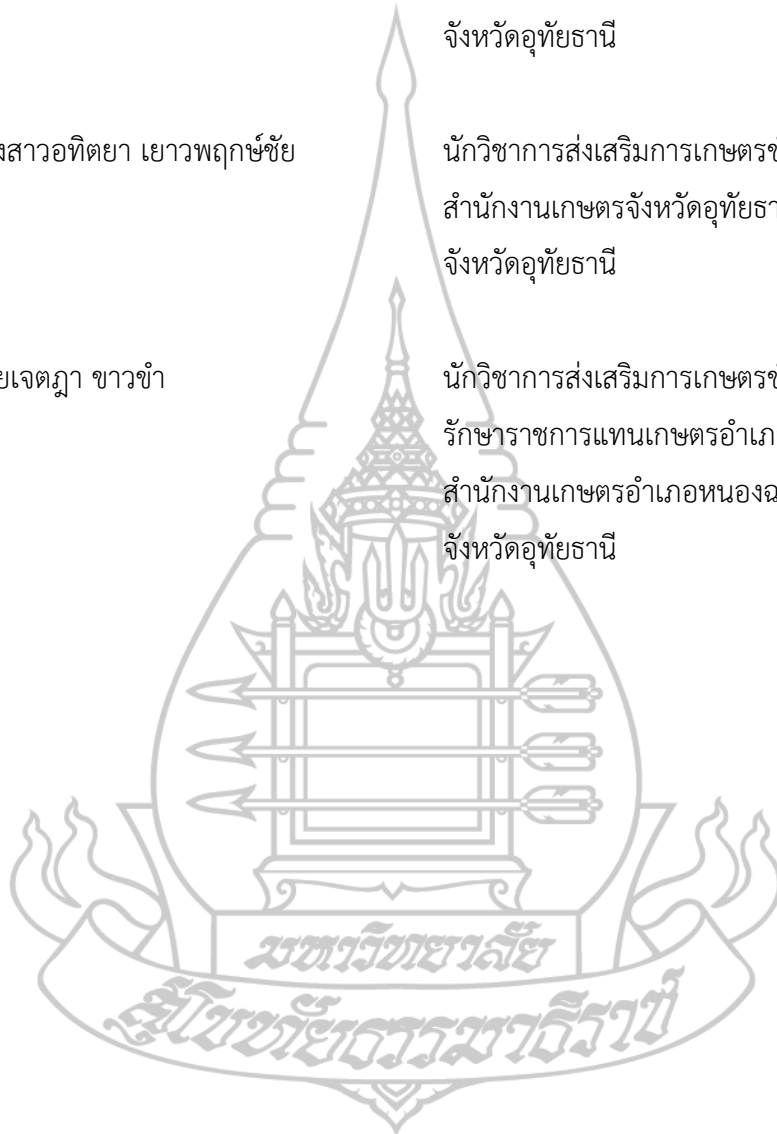 จังหวัดอุทัยธานี
งสาวอทิตยา เยาวพฤกษ์ชัย
นักวิชาการส่งเสริมการเกษตรช
สำนักงานเกษตรจังหวัดอุทัยธา
จังหวัดอุทัยธานี
ยเจตฎา ขาวขำ
นักวิชาการส่งเสริมการเกษตรช
รักษาราชการแทนเกษตรอำเภ
สำนักงานเกษตรอำเภอหนองฉ
จังหวัดอุทัยธานี
มหาวิทยาลัย
สุโขทัยธรรมาธิราช